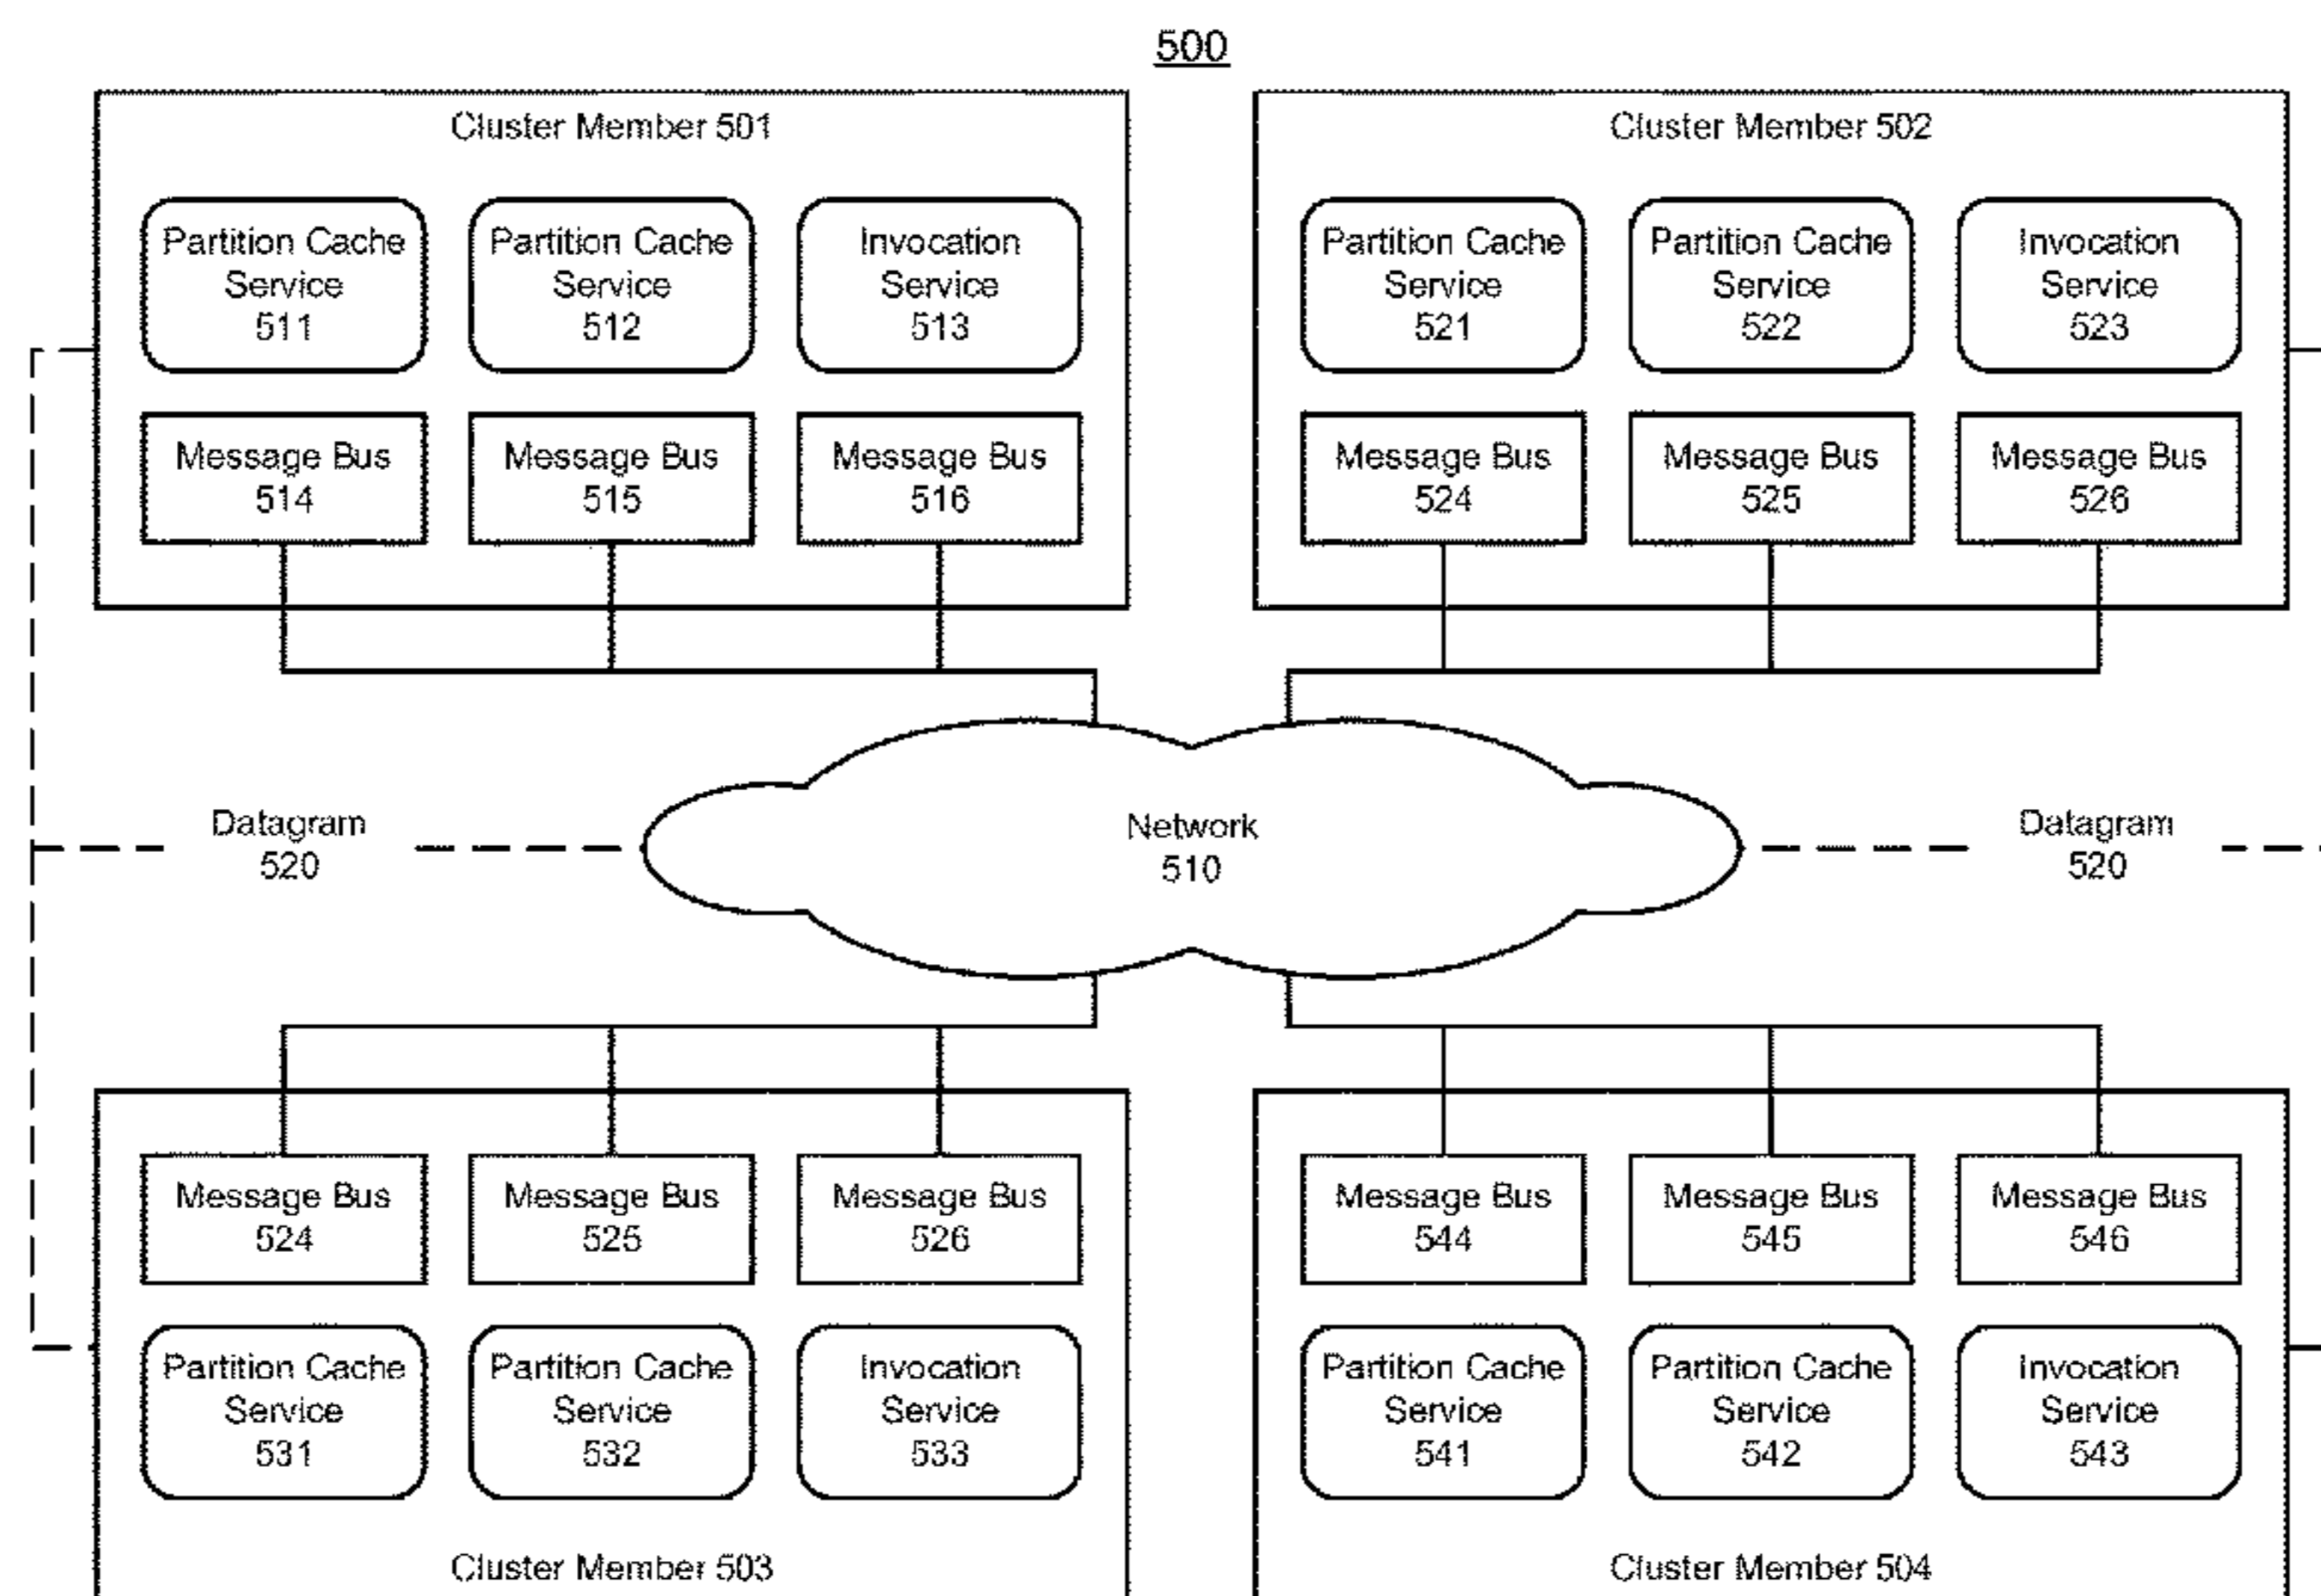 500
Cluster Member 501
Cluster Member 502
Partition Cache
Service
511
Partition Cache
Service
512
Invocation
Service
513
Partition Cache
Service
521
Partition Cache
Service
522
Invocation
Service
523
Message Bus
514
Message Bus
515
Message Bus
516
Message Bus
524
Message Bus
525
Message Bus
526
Datagram
520
Network
510
Datagram
520
Message Bus
524
Message Bus
525
Message Bus
526
Message Bus
544
Message Bus
545
Message Bus
546
Partition Cache
Service
531
Partition Cache
Service
532
Invocation
Service
533
Partition Cache
Service
541
Partition Cache
Service
542
Invocation
Service
543
Cluster Member 503
Cluster Member 504